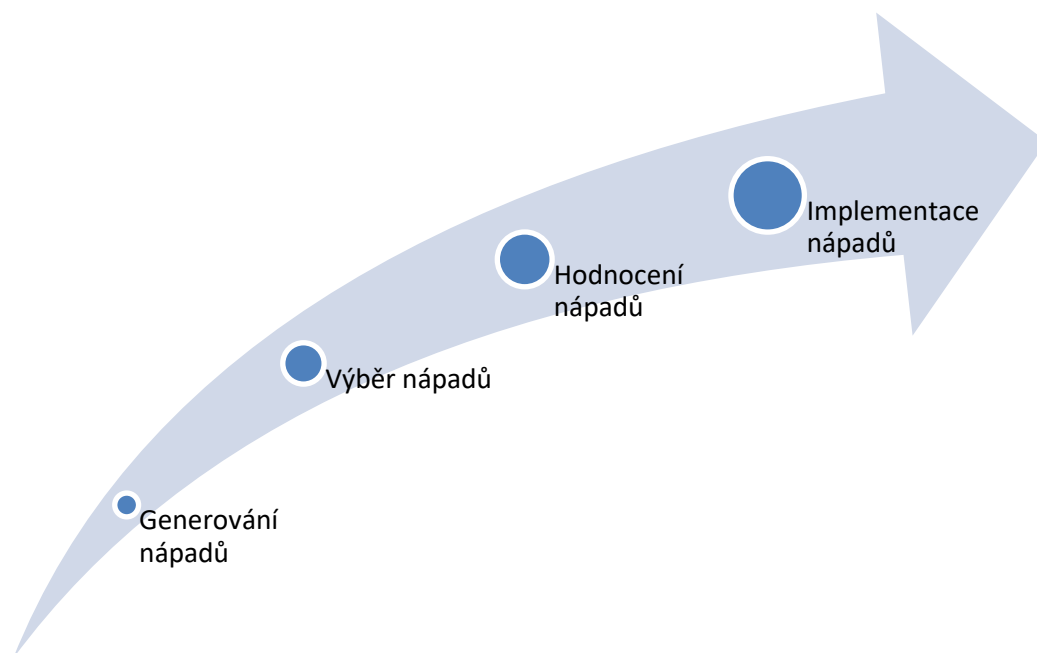 Implementace
nápadů
Hodnocení
nápadů
Výběr nápadů
Generování
nápadů